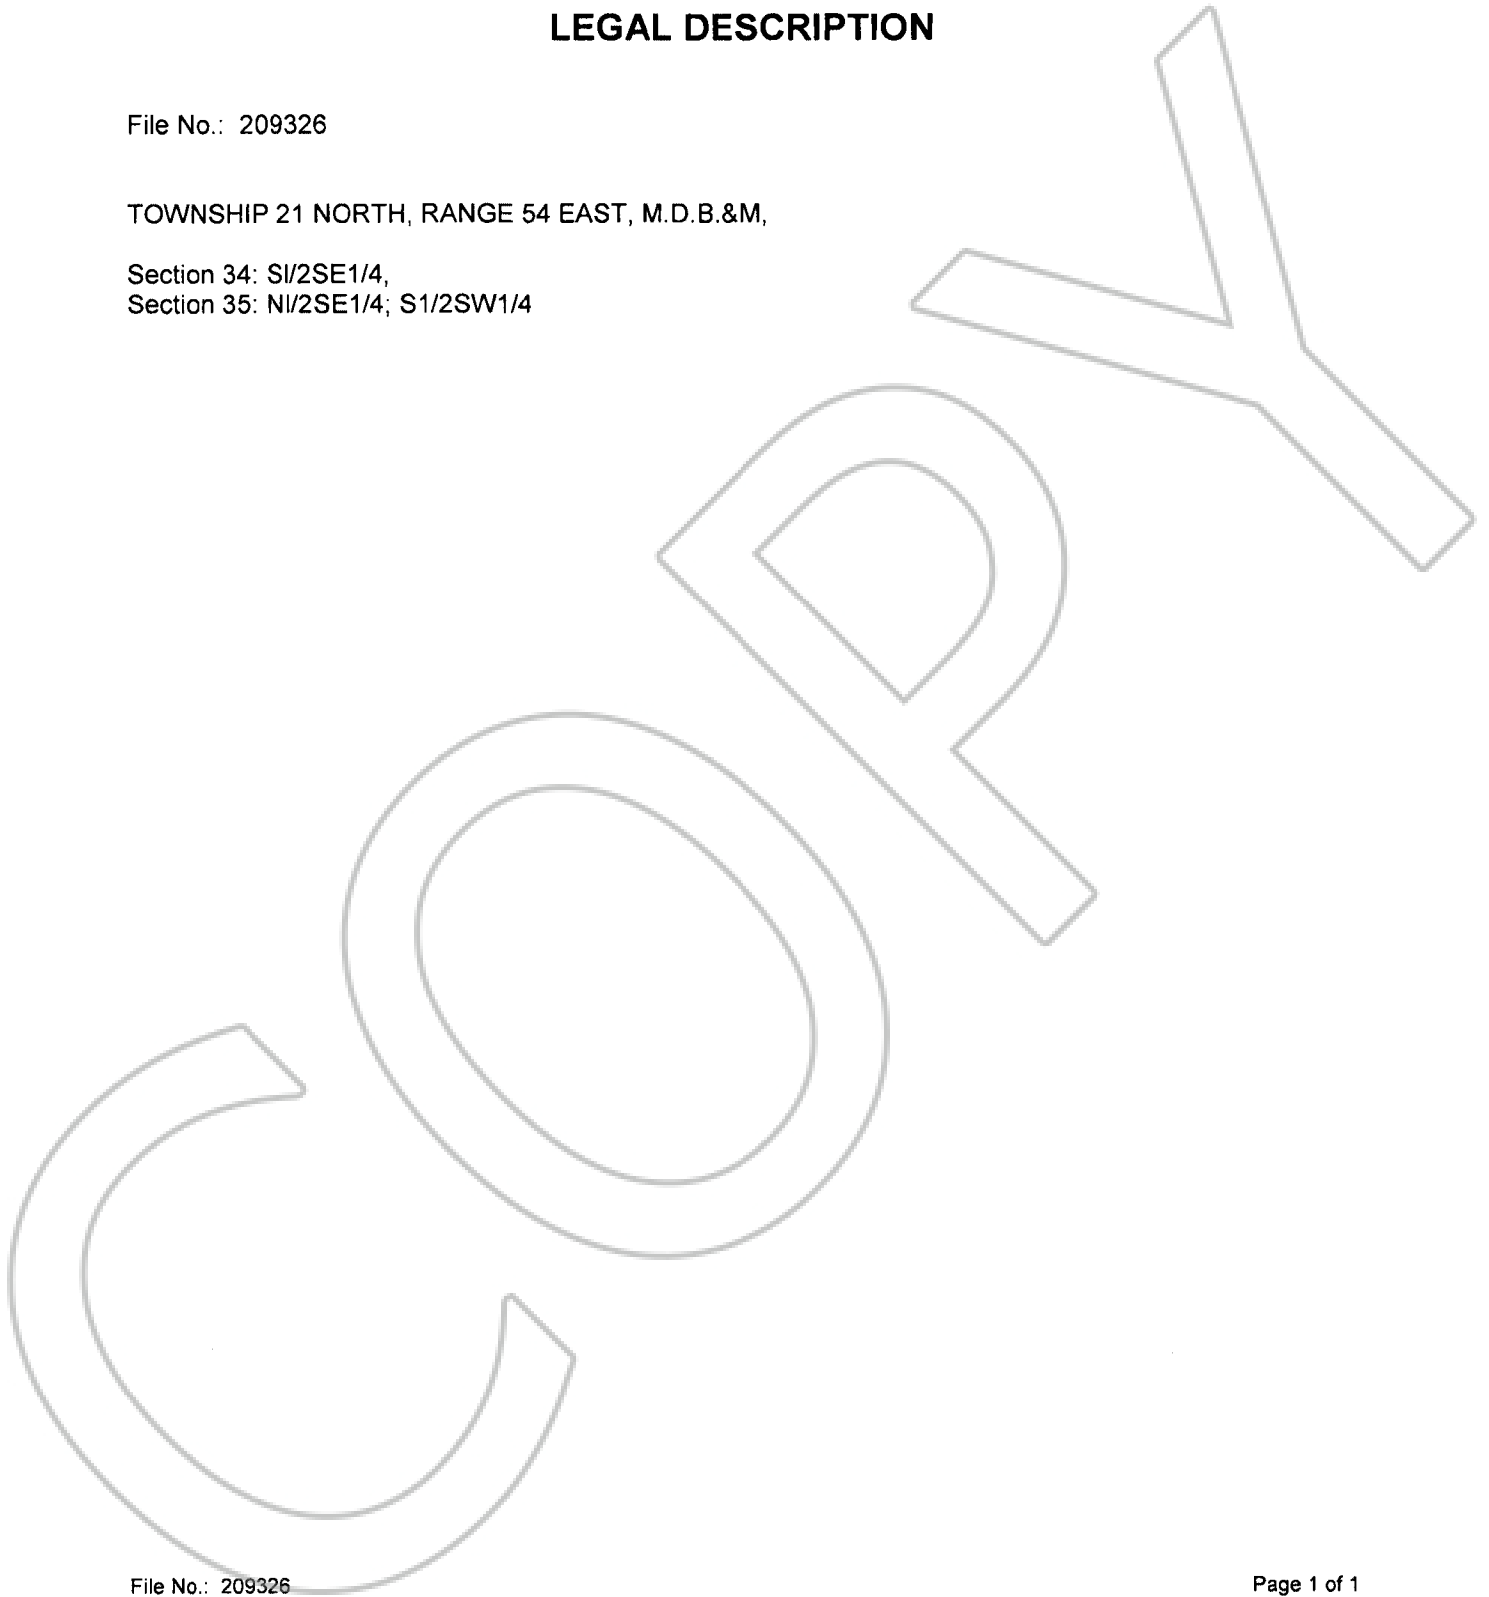 LEGAL DESCRIPTION
File No.: 209326
TOWNSHIP 21 NORTH, RANGE 54 EAST, M.D.B.&M,
Section 34: SI/2SE1/4,
Section 35: NI/2SE1/4; S1/2SW1/4
COPY
File No.: 209326
Page 1 of 1